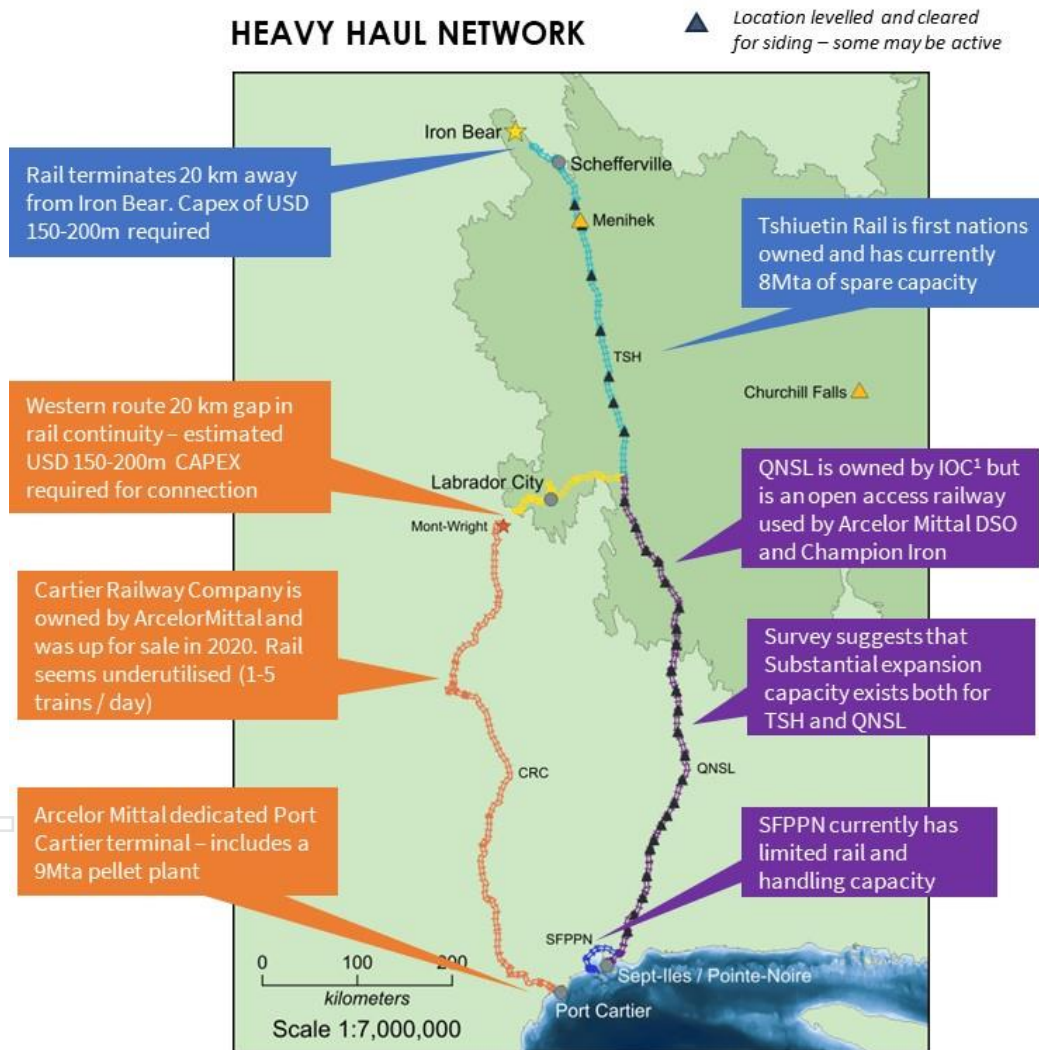 HEAVY HAUL NETWORK
Location levelled and cleared
for siding – some may be active
Iron Bear
Schefferville
Rail terminates 20 km away
from Iron Bear. Capex of USD
150-200m required
Menihek
Tshiuetin Rail is first nations
owned and has currently
8Mta of spare capacity
TSH
Churchill Falls
Western route 20 km gap in
rail continuity – estimated
USD 150-200m CAPEX
required for connection
Labrador City
Mont-Wright
QNSL is owned by IOC¹ but
is an open access railway
used by Arcelor Mittal DSO
and Champion Iron
Cartier Railway Company is
owned by ArcelorMittal and
was up for sale in 2020. Rail
seems underutilised (1-5
trains / day)
Survey suggests that
Substantial expansion
capacity exists both for
TSH and QNSL
CRC
QNSL
Arcelor Mittal dedicated Port
Cartier terminal – includes a
9Mta pellet plant
SFPPN currently has
limited rail and
handling capacity
SFPPN
0 100 200
kilometers
Scale 1:7,000,000
Sept-Iles / Pointe-Noire
Port Cartier